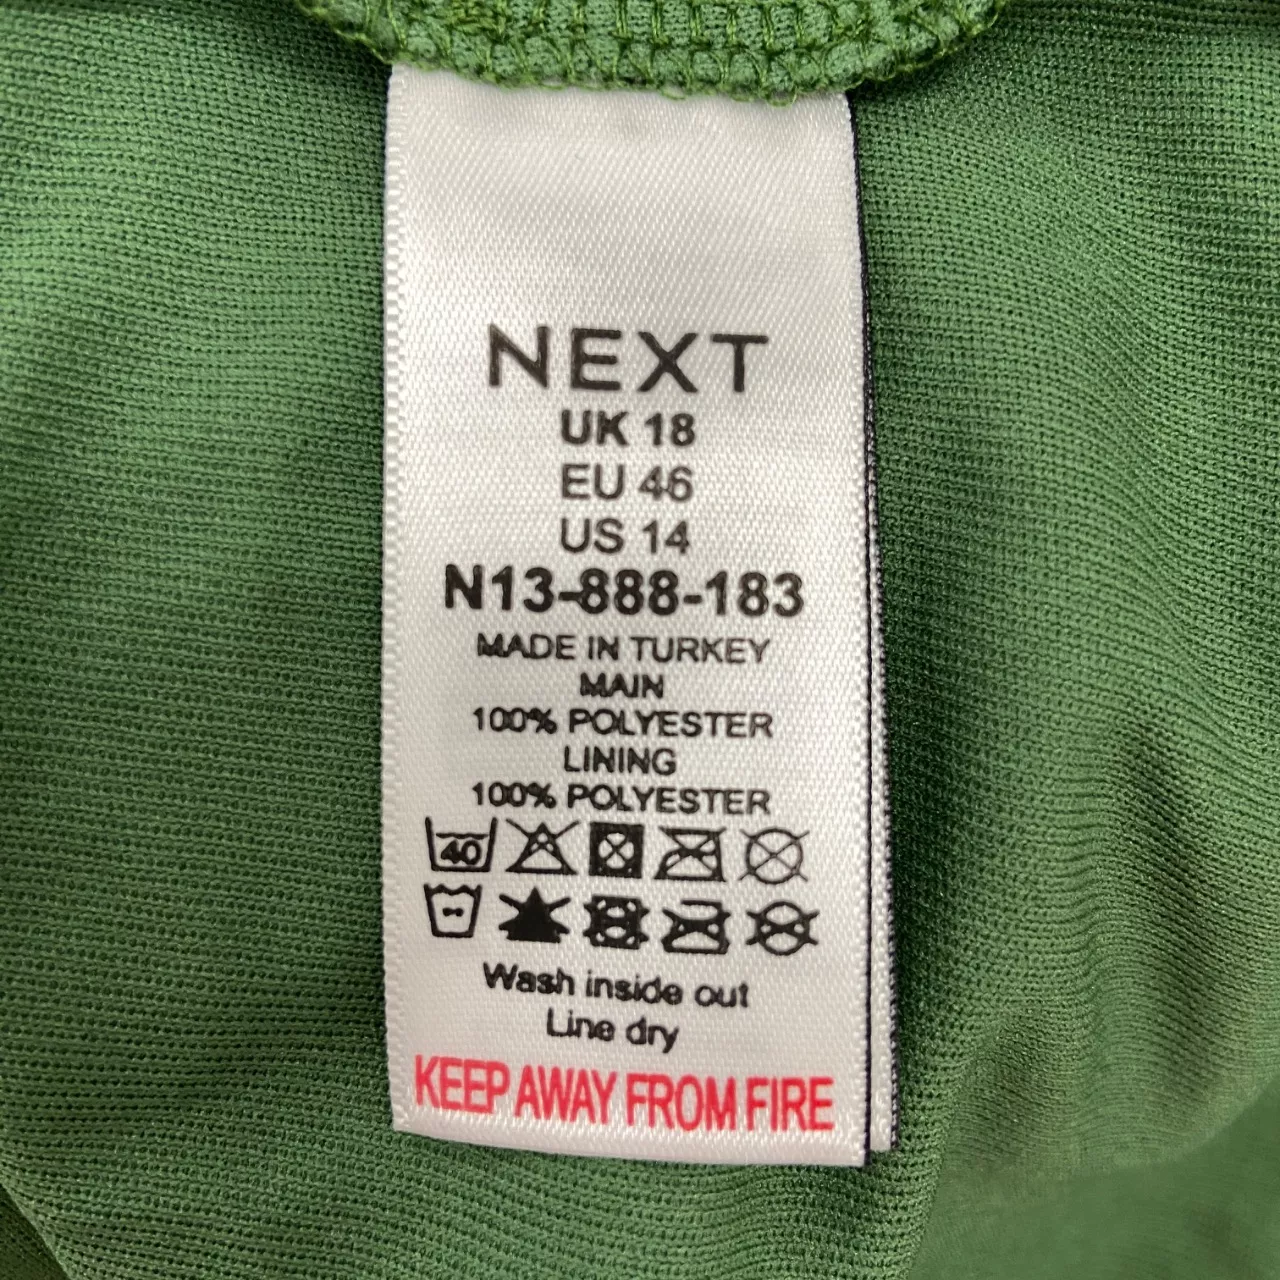 NEXT
UK 18
EU 46
US 14
N13-888-183
MADE IN TURKEY
MAIN
100% POLYESTER
LINING
100% POLYESTER
40
Wash inside out
Line dry
KEEP AWAY FROM FIRE